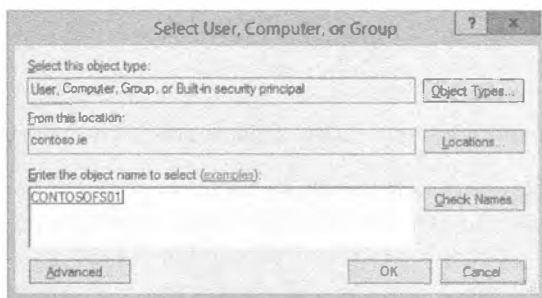 Select User, Computer, or Group
? x
Select this object type:
User, Computer, Group, or Built-in security principal
Object Types...
From this location:
contoso.ie
Locations...
Enter the object name to select (examples):
CONTOSOFS01
Check Names
Advanced...
OK
Cancel